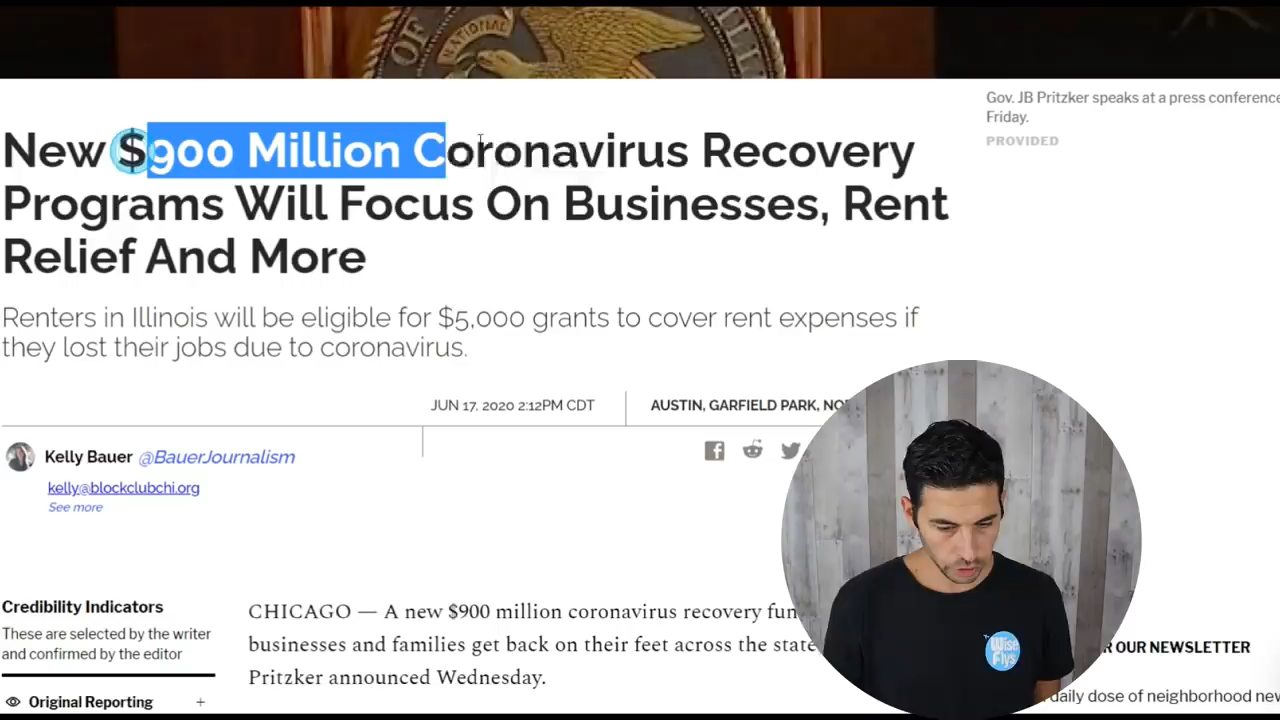 OF
NATIONAL
Gov. JB Pritzker speaks at a press conference
Friday.
PROVIDED
New $900 Million Coronavirus Recovery
Programs Will Focus On Businesses, Rent
Relief And More
Renters in Illinois will be eligible for $5,000 grants to cover rent expenses if
they lost their jobs due to coronavirus.
JUN 17, 2020 2:12PM CDT
AUSTIN, GARFIELD PARK,
Kelly Bauer @BauerJournalism
kelly@blockclubchi.org
See more
Credibility Indicators
These are selected by the writer
and confirmed by the editor
Original Reporting +
CHICAGO — A new $900 million coronavirus recovery
businesses and families get back on their feet across the state
Pritzker announced Wednesday.
OUR NEWSLETTER
daily dose of neighborhood
Wise
Flys